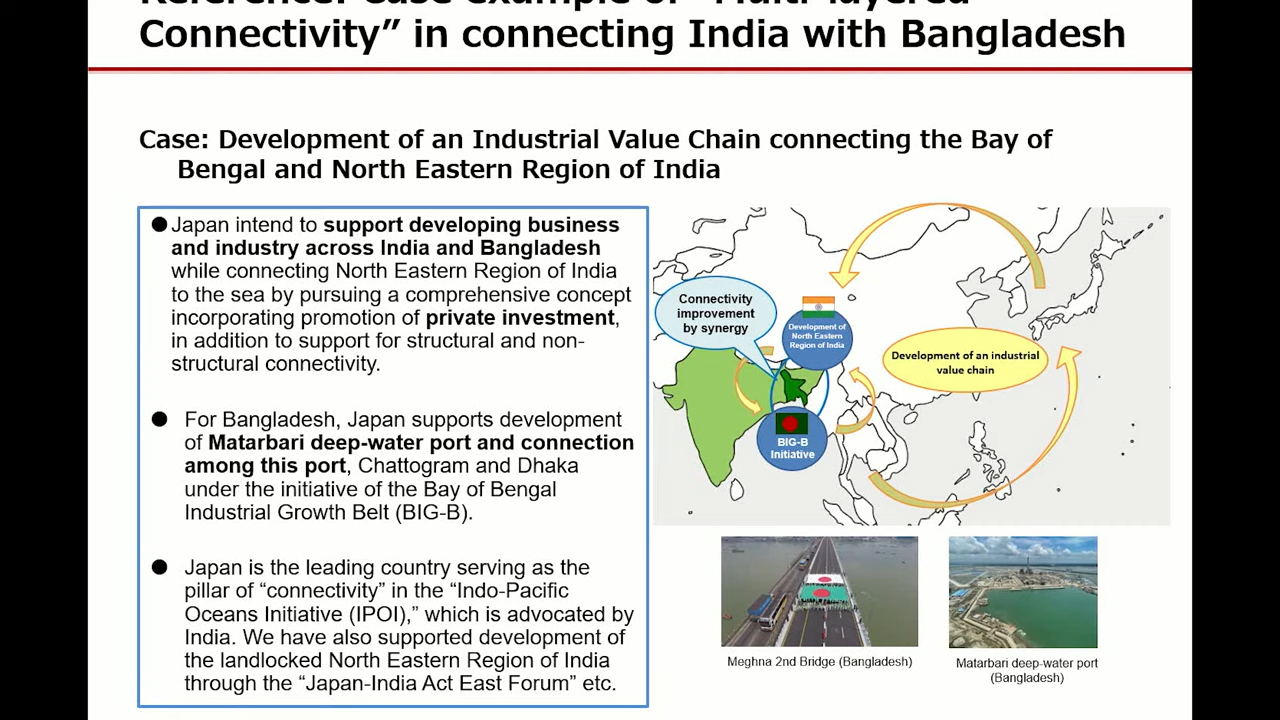 Reference: Case example of "Multi-layered
Connectivity” in connecting India with Bangladesh
Case: Development of an Industrial Value Chain connecting the Bay of
Bengal and North Eastern Region of India
● Japan intend to support developing business
and industry across India and Bangladesh
while connecting North Eastern Region of India
to the sea by pursuing a comprehensive concept
incorporating promotion of private investment,
in addition to support for structural and non-
structural connectivity.
● For Bangladesh, Japan supports development
of Matarbari deep-water port and connection
among this port, Chattogram and Dhaka
under the initiative of the Bay of Bengal
Industrial Growth Belt (BIG-B).
● Japan is the leading country serving as the
pillar of “connectivity” in the “Indo-Pacific
Oceans Initiative (IPOI),” which is advocated by
India. We have also supported development of
the landlocked North Eastern Region of India
through the “Japan-India Act East Forum” etc.
Connectivity
improvement
by synergy
Development of
North Eastern
Region of India
Development of an industrial
value chain
BIG-B
Initiative
Meghna 2nd Bridge (Bangladesh)
Matarbari deep-water port
(Bangladesh)